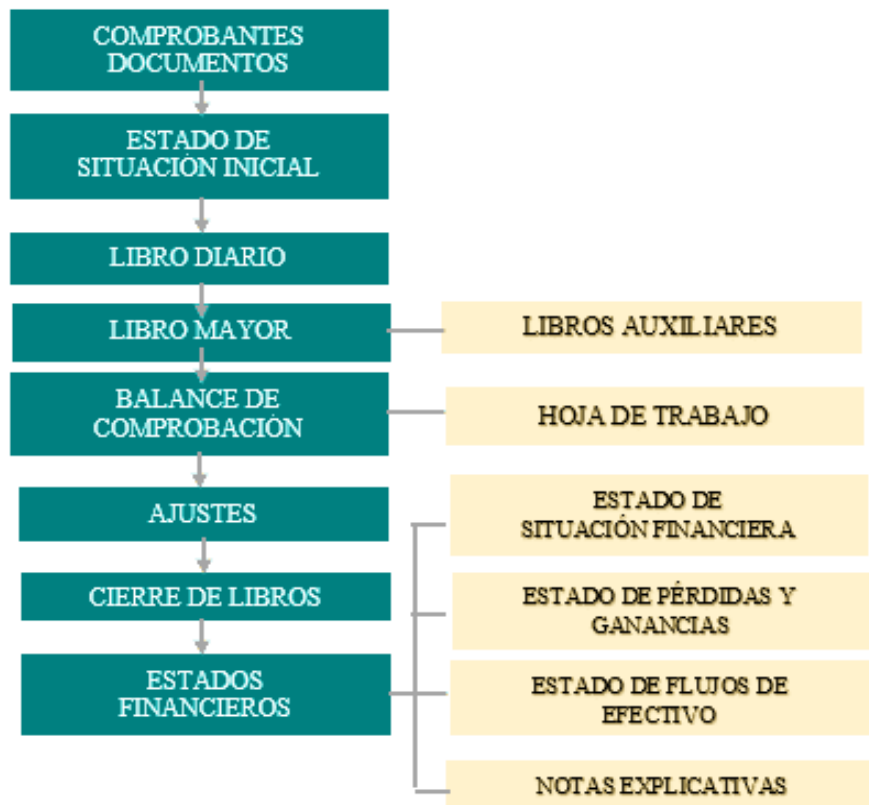 COMPROBANTES
DOCUMENTOS
ESTADO DE
SITUACIÓN INICIAL
LIBRO DIARIO
LIBRO MAYOR
LIBROS AUXILIARES
BALANCE DE
COMPROBACIÓN
HOJA DE TRABAJO
AJUSTES
CIERRE DE LIBROS
ESTADOS
FINANCIEROS
ESTADO DE
SITUACIÓN FINANCIERA
ESTADO DE PÉRDIDAS Y
GANANCIAS
ESTADO DE FLUJOS DE
EFECTIVO
NOTAS EXPLICATIVAS